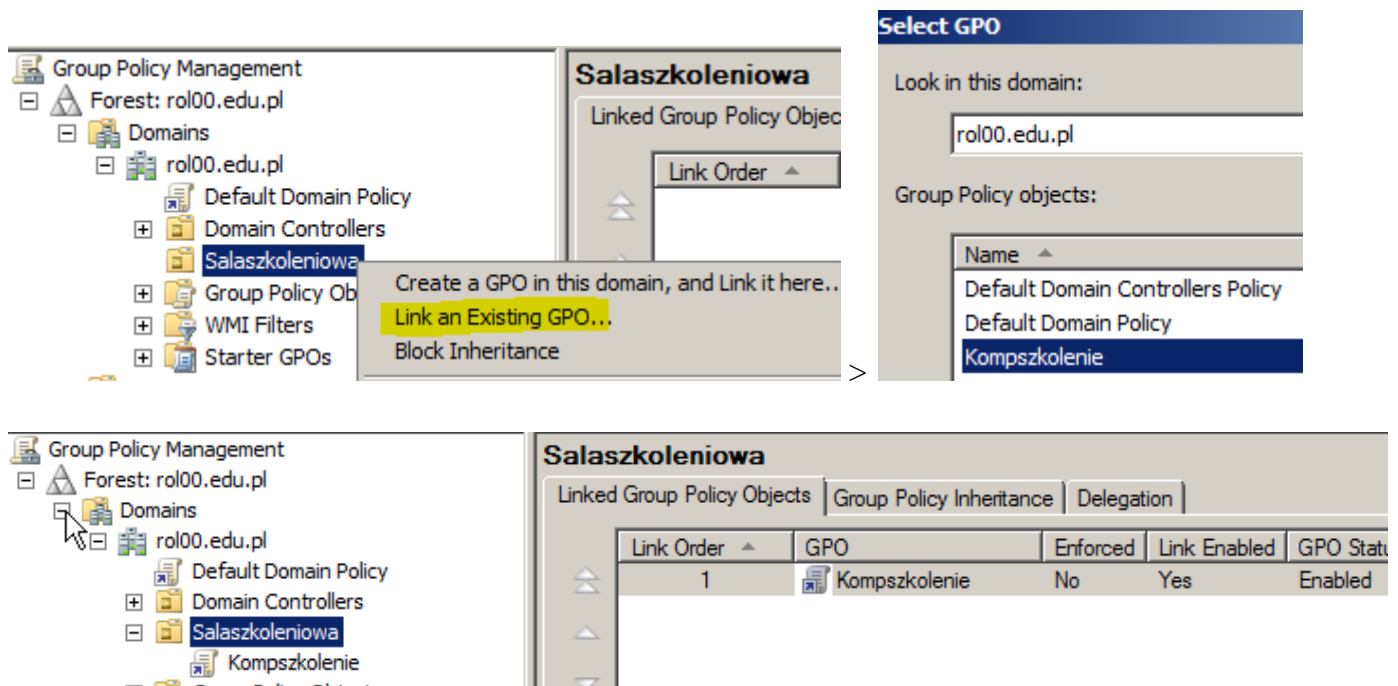 Group Policy Management
Forest: rol00.edu.pl
Domains
rol00.edu.pl
Default Domain Policy
Domain Controllers
Salaszkoleniowa
Group Policy Ob
WMI Filters
Starter GPOs
Salaszkoleniowa
Linked Group Policy Objec
Link Order
Create a GPO in this domain, and Link it here..
Link an Existing GPO...
Block Inheritance
>
Select GPO
Look in this domain:
rol00.edu.pl
Group Policy objects:
Name
Default Domain Controllers Policy
Default Domain Policy
Kompszkolenie
Group Policy Management
Forest: rol00.edu.pl
Domains
rol00.edu.pl
Default Domain Policy
Domain Controllers
Salaszkoleniowa
Kompszkolenie
Salaszkoleniowa
Linked Group Policy Objects Group Policy Inheritance Delegation
Link Order GPO Enforced Link Enabled GPO Statu
1 Kompszkolenie No Yes Enabled